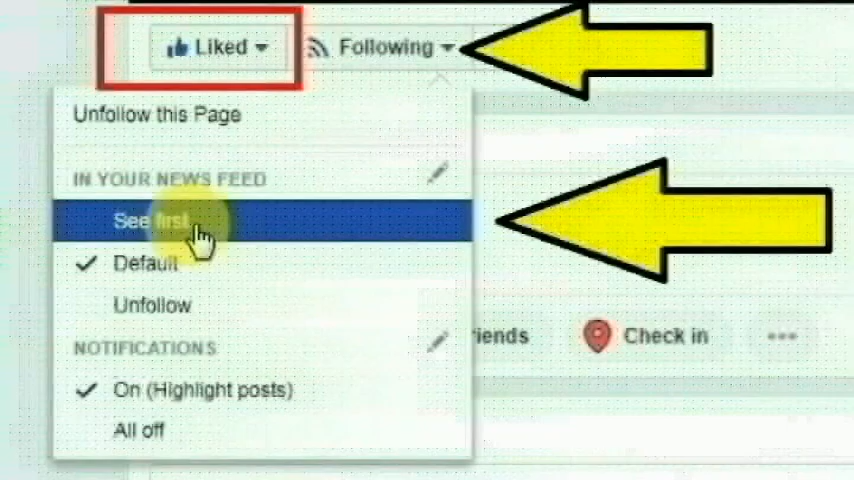 Liked Following
Unfollow this Page
IN YOUR NEWS FEED
See first
Default
Unfollow
NOTIFICATIONS
On (Highlight posts)
All off
riends Check in